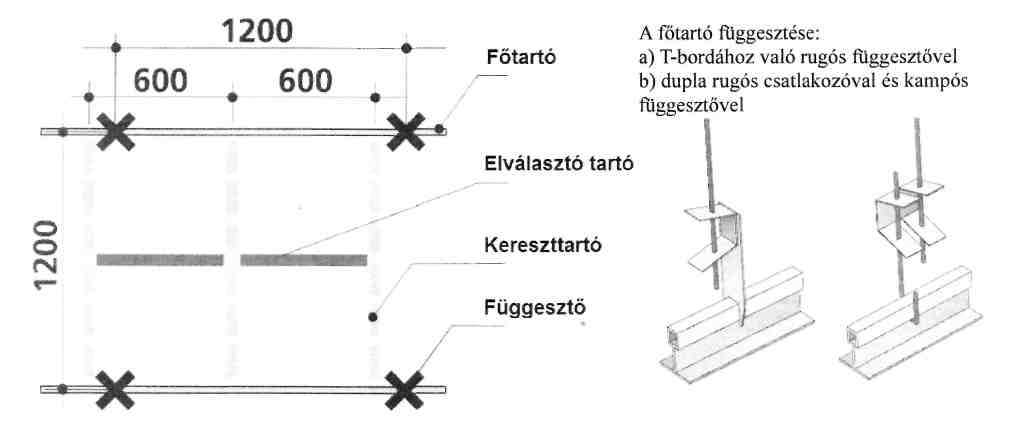 1200
600
600
Főtartó
Elválasztó tartó
1200
Kereszttartó
Függesztő
A főtartó függesztése:
a) T-bordához való rugós függesztővel
b) dupla rugós csatlakozóval és kampós
függesztővel